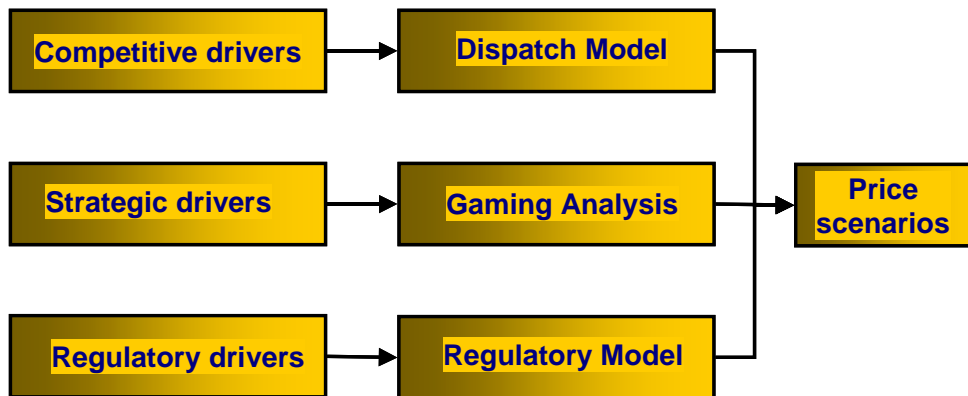 Competitive drivers
Dispatch Model
Strategic drivers
Gaming Analysis
Price
scenarios
Regulatory drivers
Regulatory Model